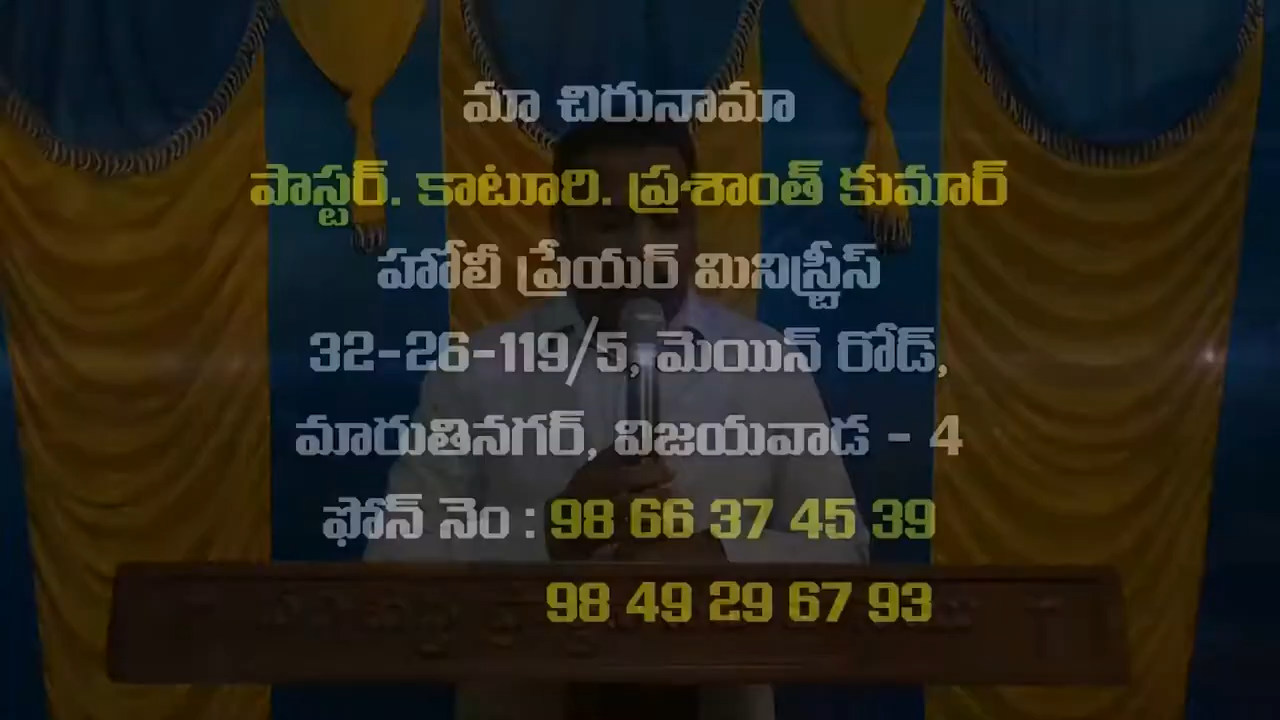 మా చిరునామా
పాస్టర్. కాటూరి. ప్రశాంత్ కుమార్
హోలీ ప్రేయర్ మినిస్ట్రీస్
32-26-119/5, మెయిన్ రోడ్,
మారుతినగర్, విజయవాడ - 4
ఫోన్ నెం : 98 66 37 45 39
98 49 29 67 93